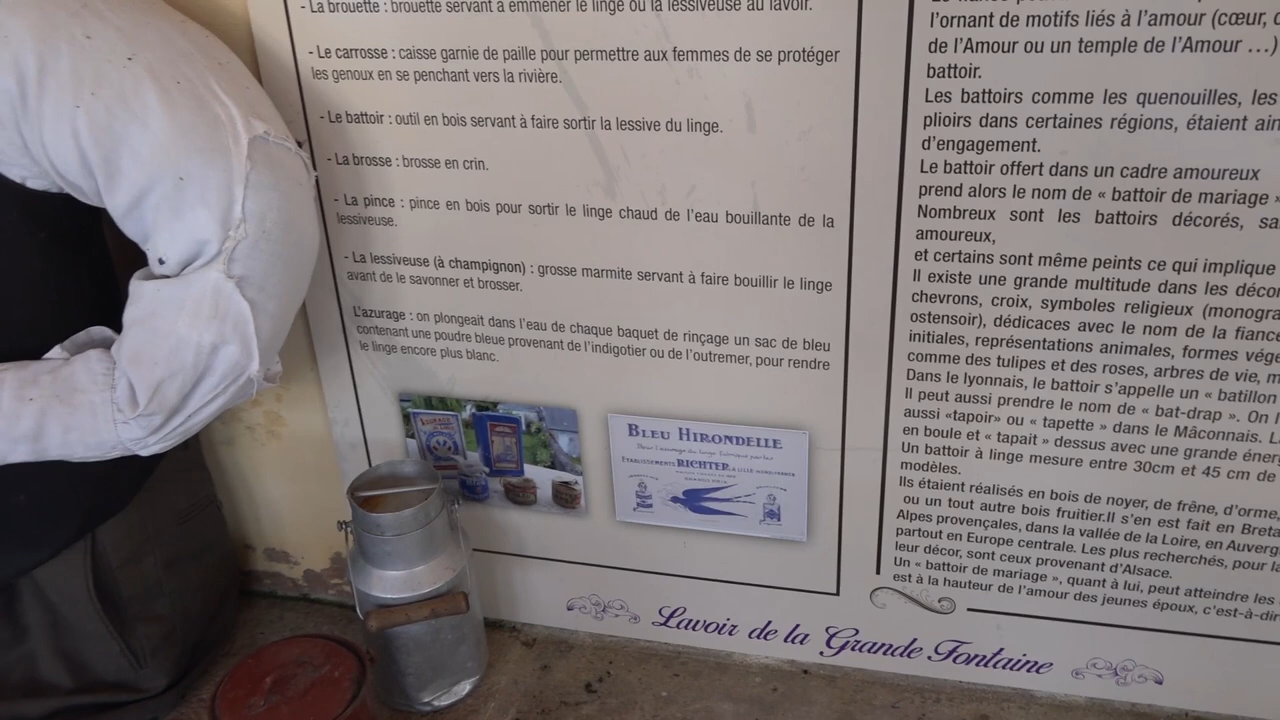 - La brouette : brouette servant à emmener le linge ou la lessiveuse au lavoir.
- Le carrosse : caisse garnie de paille pour permettre aux femmes de se protéger
les genoux en se penchant vers la rivière.
- Le battoir : outil en bois servant à faire sortir la lessive du linge.
- La brosse : brosse en crin.
- La pince : pince en bois pour sortir le linge chaud de l'eau bouillante de la
lessiveuse.
- La lessiveuse (à champignon) : grosse marmite servant à faire bouillir le linge
avant de le savonner et brosser.
L'azurage : on plongeait dans l'eau de chaque baquet de rinçage un sac de bleu
contenant une poudre bleue provenant de l'indigotier ou de l'outremer, pour rendre
le linge encore plus blanc.
BLEU HIRONDELLE
ÉTABLISSEMENTS RICHTER, À LILLE-NORD-FRANCE
l'ornant de motifs liés à l'amour (cœur,
de l'Amour ou un temple de l'Amour ...)
battoir.
Les battoirs comme les quenouilles, les
plioirs dans certaines régions, étaient
d'engagement.
Le battoir offert dans un cadre amoureux
prend alors le nom de « battoir de mariage »
Nombreux sont les battoirs décorés,
amoureux,
et certains sont même peints ce qui implique
Il existe une grande multitude dans les
chevrons, croix, symboles religieux
ostensoir), dédicaces avec le nom de la
initiales, représentations animales, formes
comme des tulipes et des roses, arbres de vie,
Dans le lyonnais, le battoir s'appelle un « batillon
Il peut aussi prendre le nom de « bat-drap ». On
aussi «tapoir» ou « tapette » dans le Mâconnais.
en boule et « tapait » dessus avec une grande
Un battoir à linge mesure entre 30cm et 45 cm de
modèles.
Ils étaient réalisés en bois de noyer, de frêne, d'orme,
ou un tout autre bois fruitier.Il s'en est fait en
Alpes provençales, dans la vallée de la Loire, en
partout en Europe centrale. Les plus recherchés, pour
leur décor, sont ceux provenant d'Alsace.
Un « battoir de mariage », quant à lui, peut atteindre les
est à la hauteur de l'amour des jeunes époux,
Lavoir de la Grande Fontaine